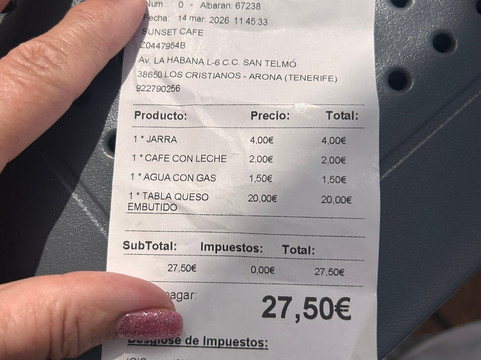 Num 0 - Albaran: 67238
Fecha: 14 mar. 2026 11:45:33
SUNSET CAFE
Z0447954B
Av. LA HABANA L-6 C.C. SAN TELMÓ
38650 LOS CRISTIANOS - ARONA (TENERIFE)
922790256
Producto: Precio: Total:
1 * JARRA 4,00€ 4,00€
1 * CAFE CON LECHE 2,00€ 2,00€
1 * AGUA CON GAS 1,50€ 1,50€
1 * TABLA QUESO EMBUTIDO 20,00€ 20,00€
SubTotal: Impuestos: Total:
27,50€ 0,00€ 27,50€
pagar: 27,50€
Desglose de Impuestos: